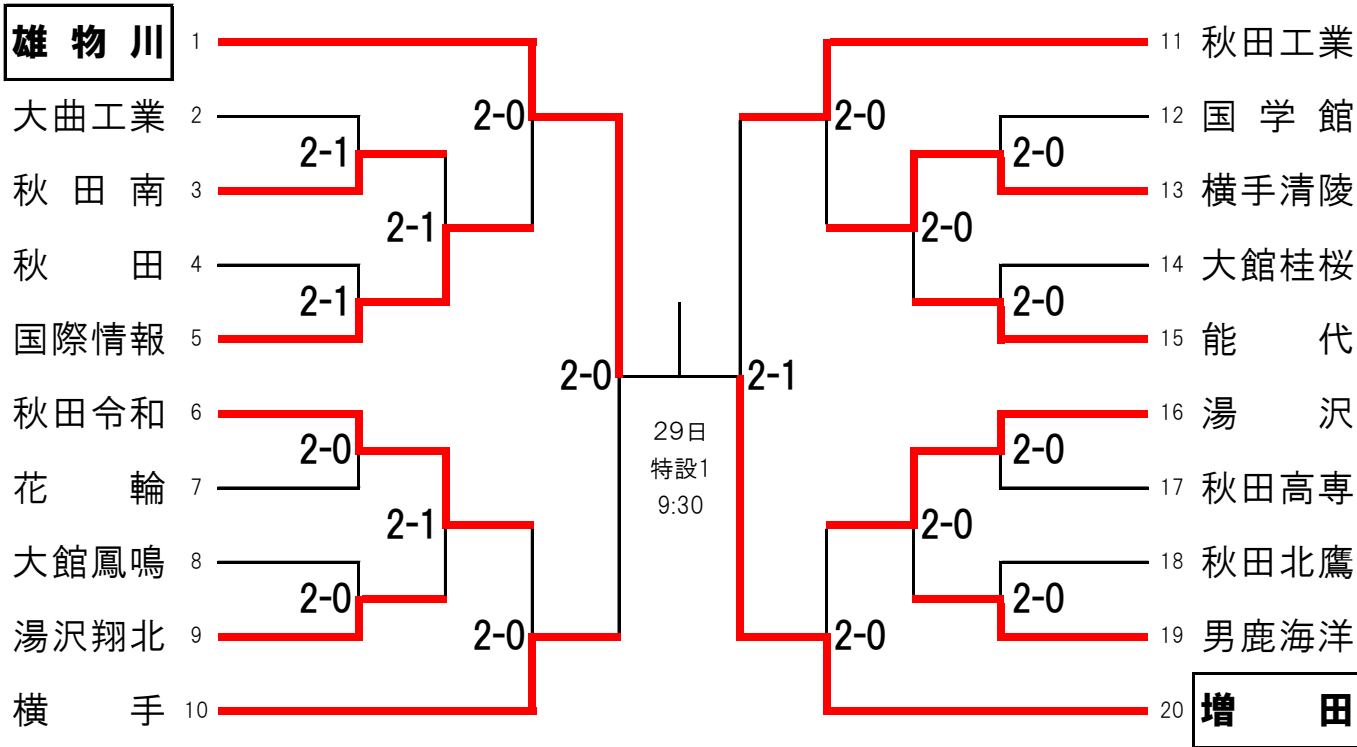 雄物川 1
大曲工業 2
秋田南 3
秋田 4
国際情報 5
秋田令和 6
花輪 7
大館鳳鳴 8
湯沢翔北 9
横手 10
2-1
2-1
2-0
2-0
2-1
2-1
2-0
2-0
2-0
29日
特設1
9:30
2-1
2-0
2-0
2-0
2-0
2-0
2-0
2-0
2-0
11 秋田工業
12 国学館
13 横手清陵
14 大館桂桜
15 能代
16 湯沢
17 秋田高専
18 秋田北鷹
19 男鹿海洋
20 増田